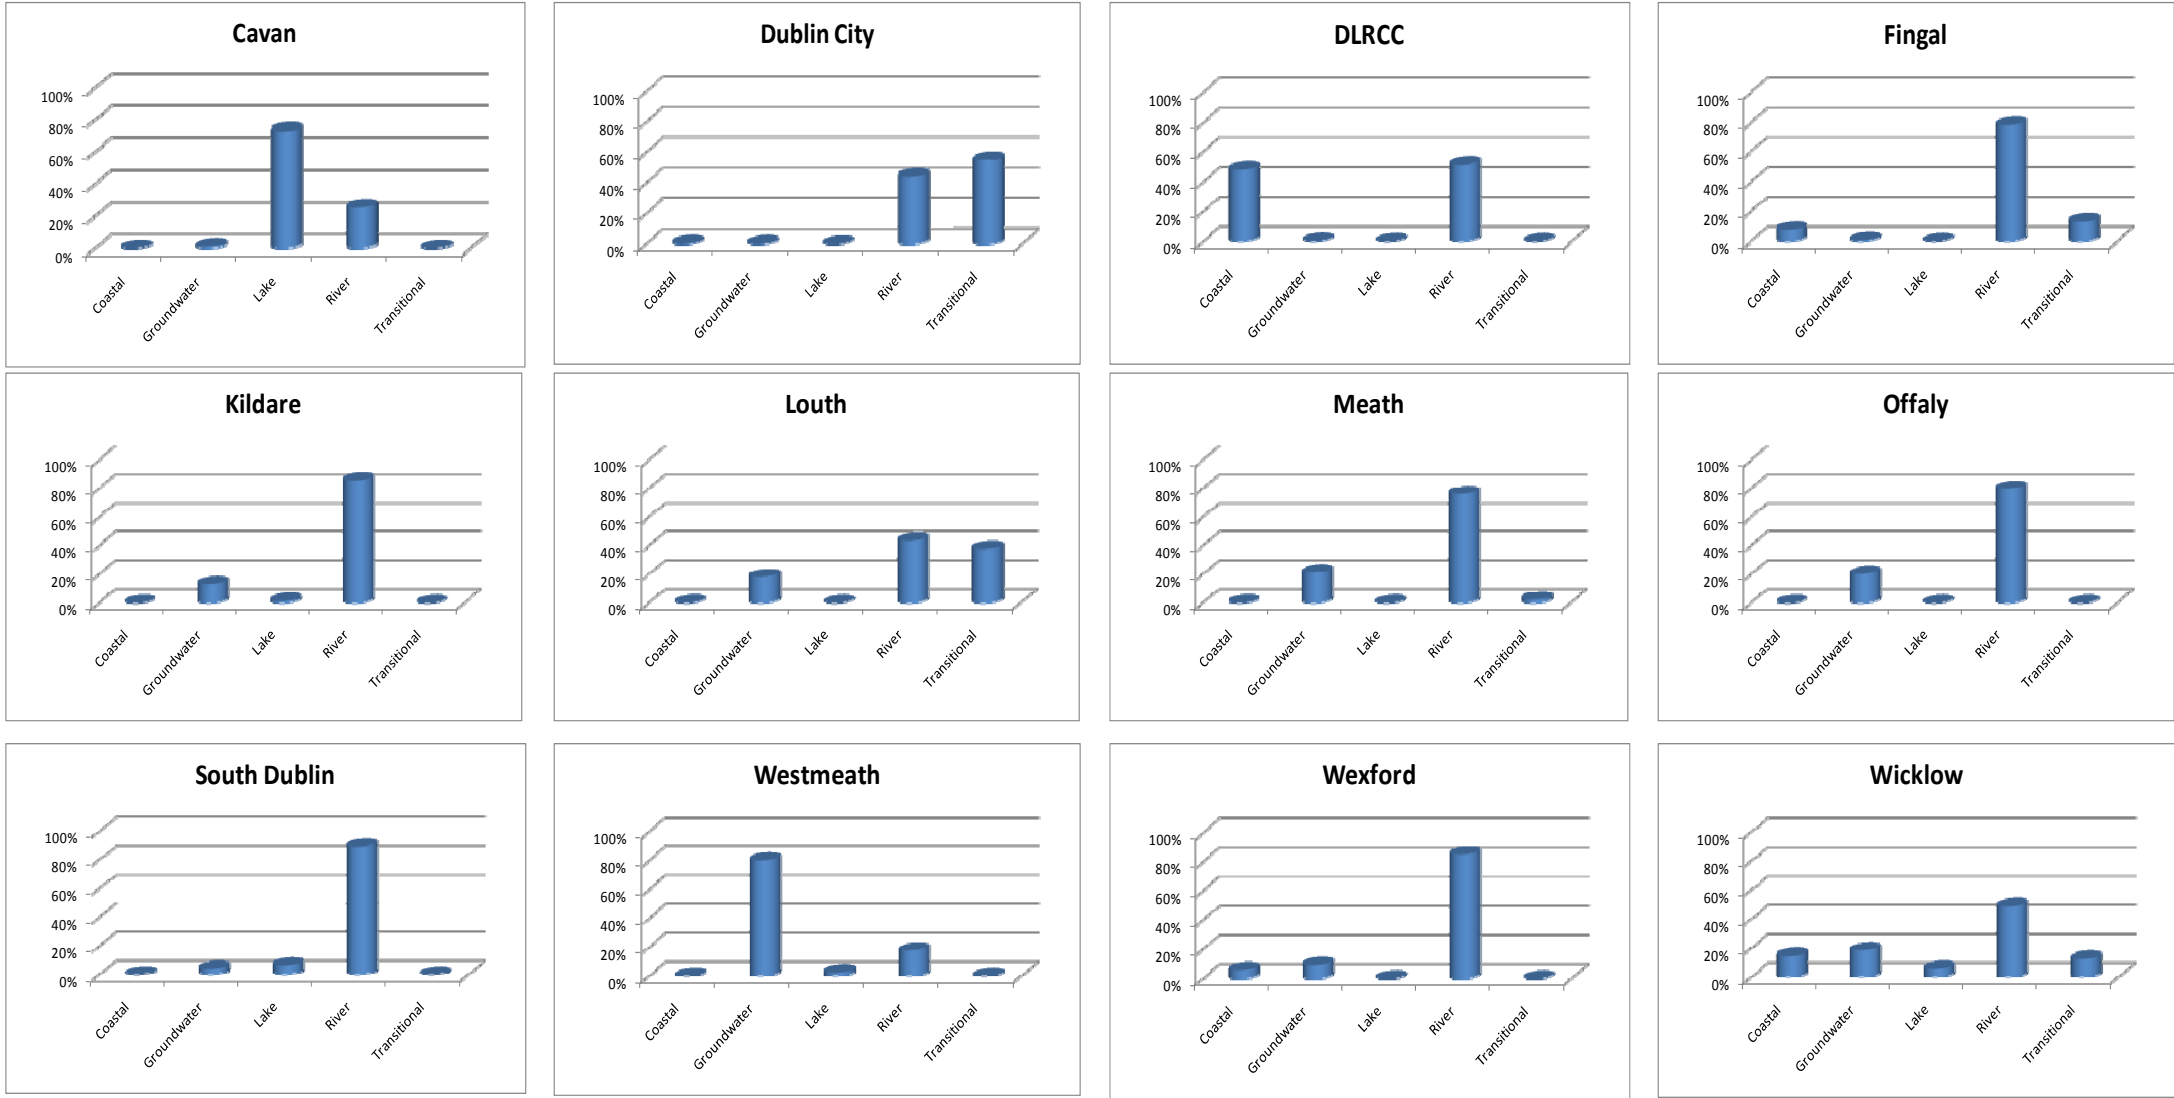 Cavan
100%
80%
60%
40%
20%
0%
Coastal
Groundwater
Lake
River
Transitional
Dublin City
100%
80%
60%
40%
20%
0%
Coastal
Groundwater
Lake
River
Transitional
DLRCC
100%
80%
60%
40%
20%
0%
Coastal
Groundwater
Lake
River
Transitional
Fingal
100%
80%
60%
40%
20%
0%
Coastal
Groundwater
Lake
River
Transitional
Kildare
100%
80%
60%
40%
20%
0%
Coastal
Groundwater
Lake
River
Transitional
Louth
100%
80%
60%
40%
20%
0%
Coastal
Groundwater
Lake
River
Transitional
Meath
100%
80%
60%
40%
20%
0%
Coastal
Groundwater
Lake
River
Transitional
Offaly
100%
80%
60%
40%
20%
0%
Coastal
Groundwater
Lake
River
Transitional
South Dublin
100%
80%
60%
40%
20%
0%
Coastal
Groundwater
Lake
River
Transitional
Westmeath
100%
80%
60%
40%
20%
0%
Coastal
Groundwater
Lake
River
Transitional
Wexford
100%
80%
60%
40%
20%
0%
Coastal
Groundwater
Lake
River
Transitional
Wicklow
100%
80%
60%
40%
20%
0%
Coastal
Groundwater
Lake
River
Transitional